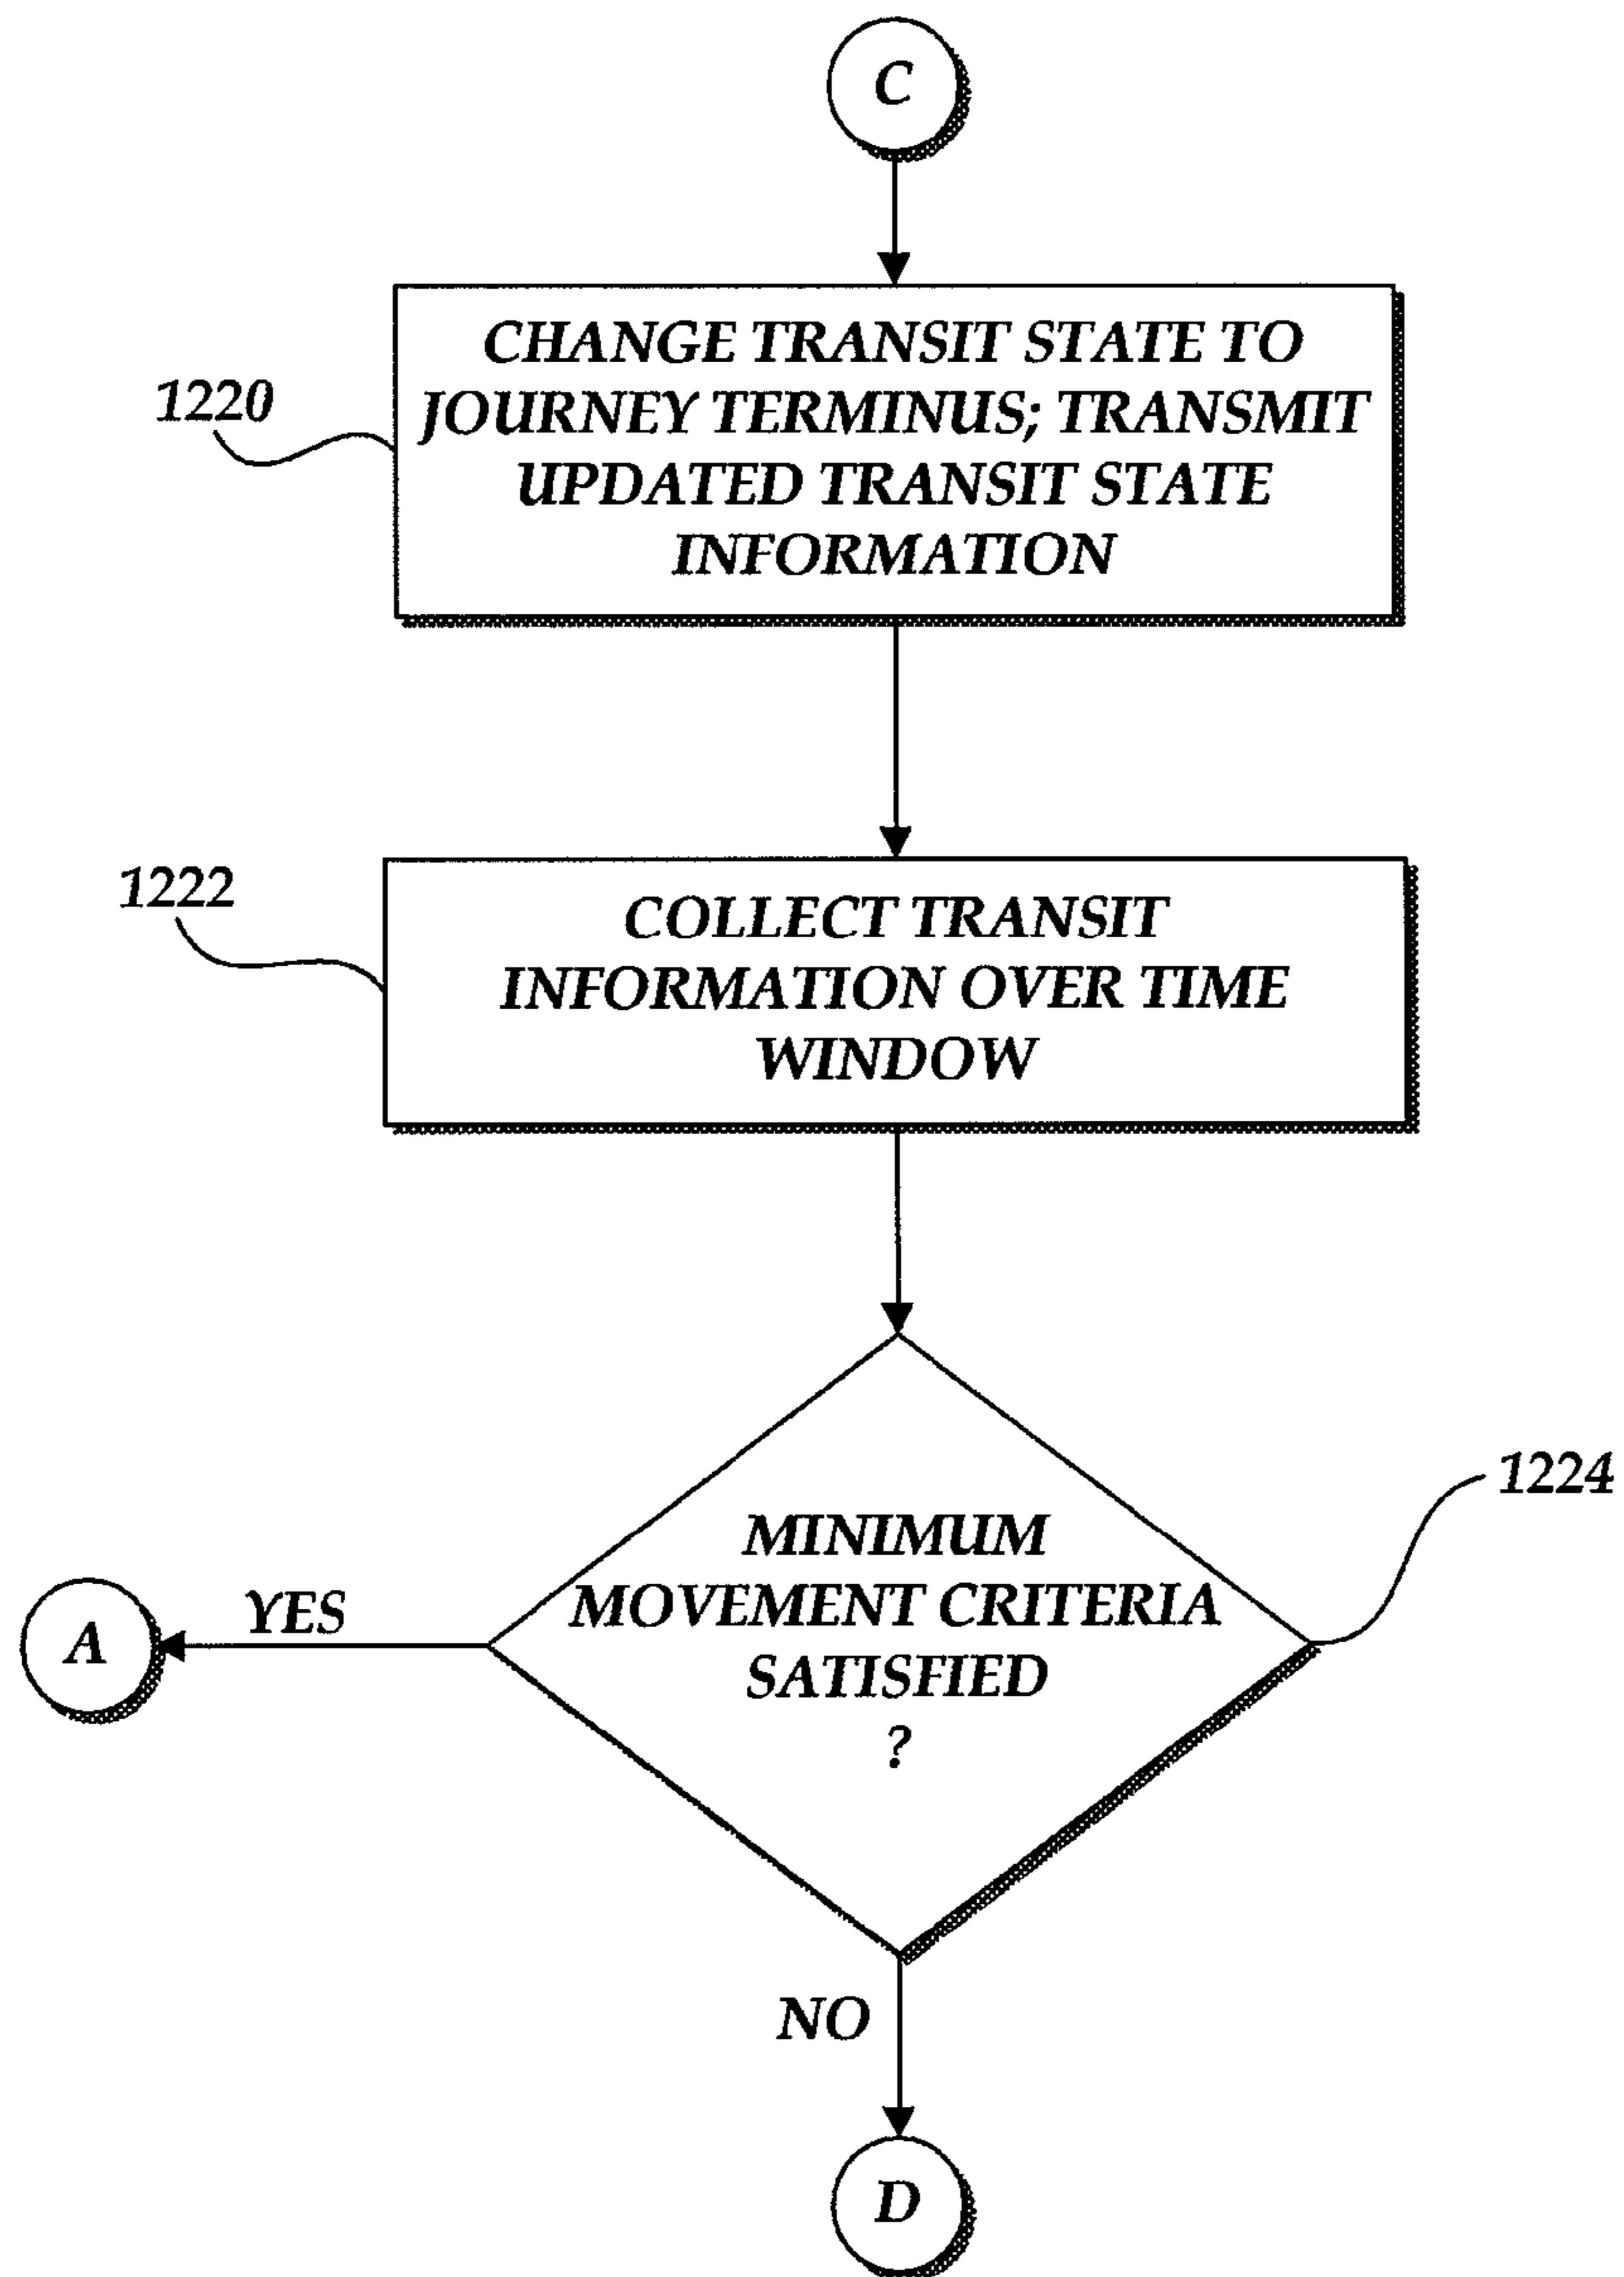 C
CHANGE TRANSIT STATE TO
JOURNEY TERMINUS; TRANSMIT
UPDATED TRANSIT STATE
INFORMATION
1220
1222
COLLECT TRANSIT
INFORMATION OVER TIME
WINDOW
1224
MINIMUM
MOVEMENT CRITERIA
SATISFIED
?
YES
A
NO
D